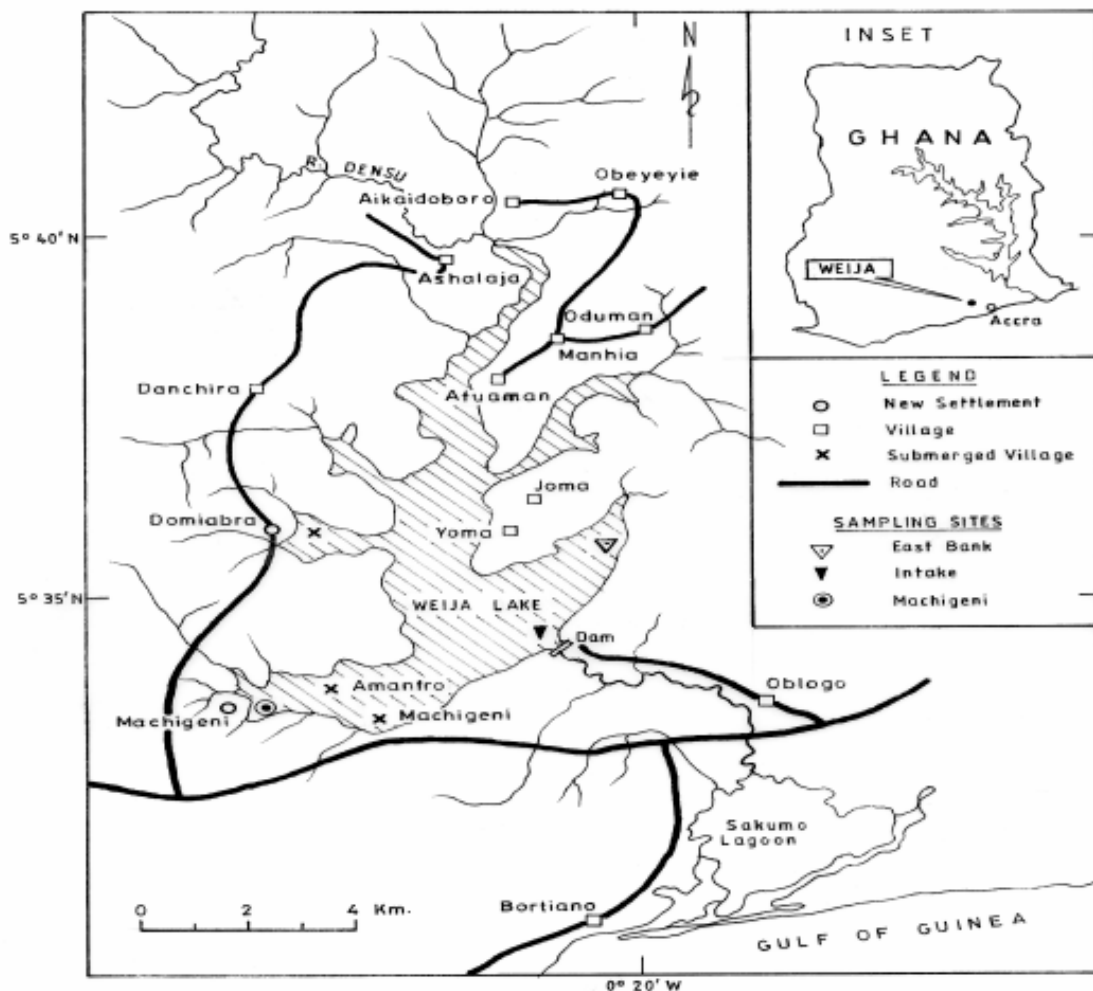 N
R. DENSU
Obeyeyie
Aikaidoboro
5° 40' N
Ashalaja
Oduman
Manhia
Danchira
Afuaman
Joma
Domiabra
Yoma
5° 35' N
WEIJA LAKE
Dam
Amanfro
Oblogo
Machigeni
Machigeni
Sakumo
Lagoon
0 2 4 Km.
Bortiano
GULF OF GUINEA
0° 20' W
INSET
GHANA
WEIJA
Accra
LEGEND
New Settlement
Village
Submerged Village
Road
SAMPLING SITES
East Bank
Intake
Machigeni